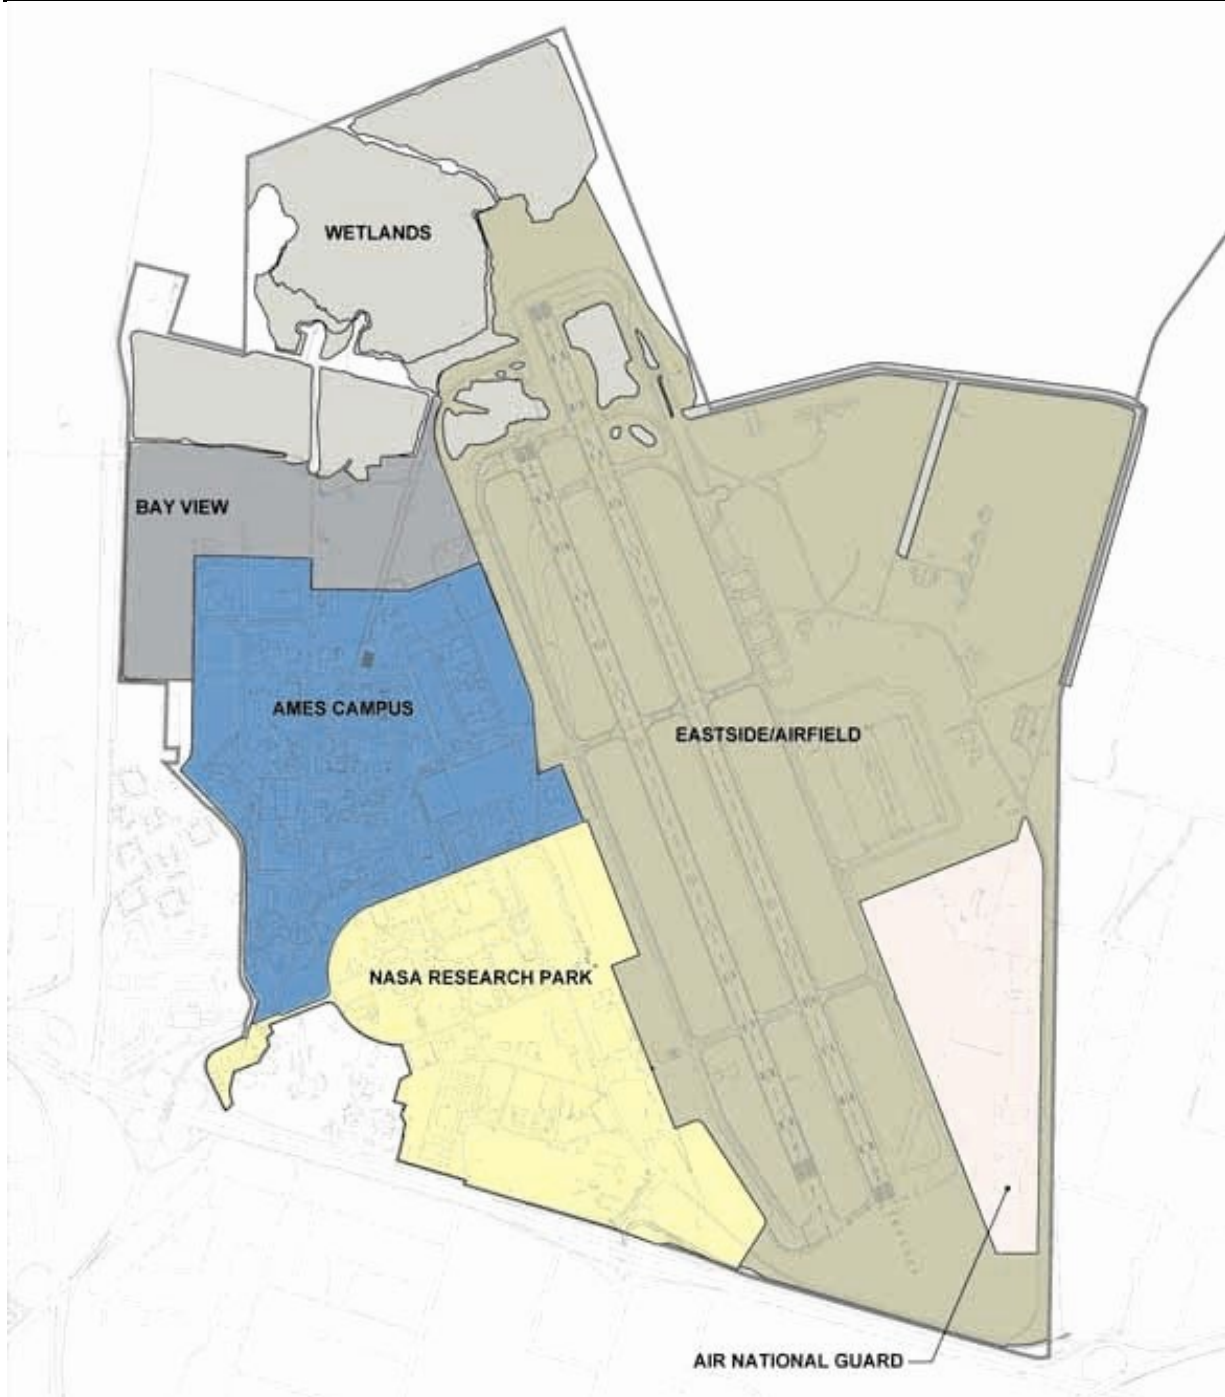 WETLANDS
BAY VIEW
AMES CAMPUS
EASTSIDE/AIRFIELD
NASA RESEARCH PARK
AIR NATIONAL GUARD